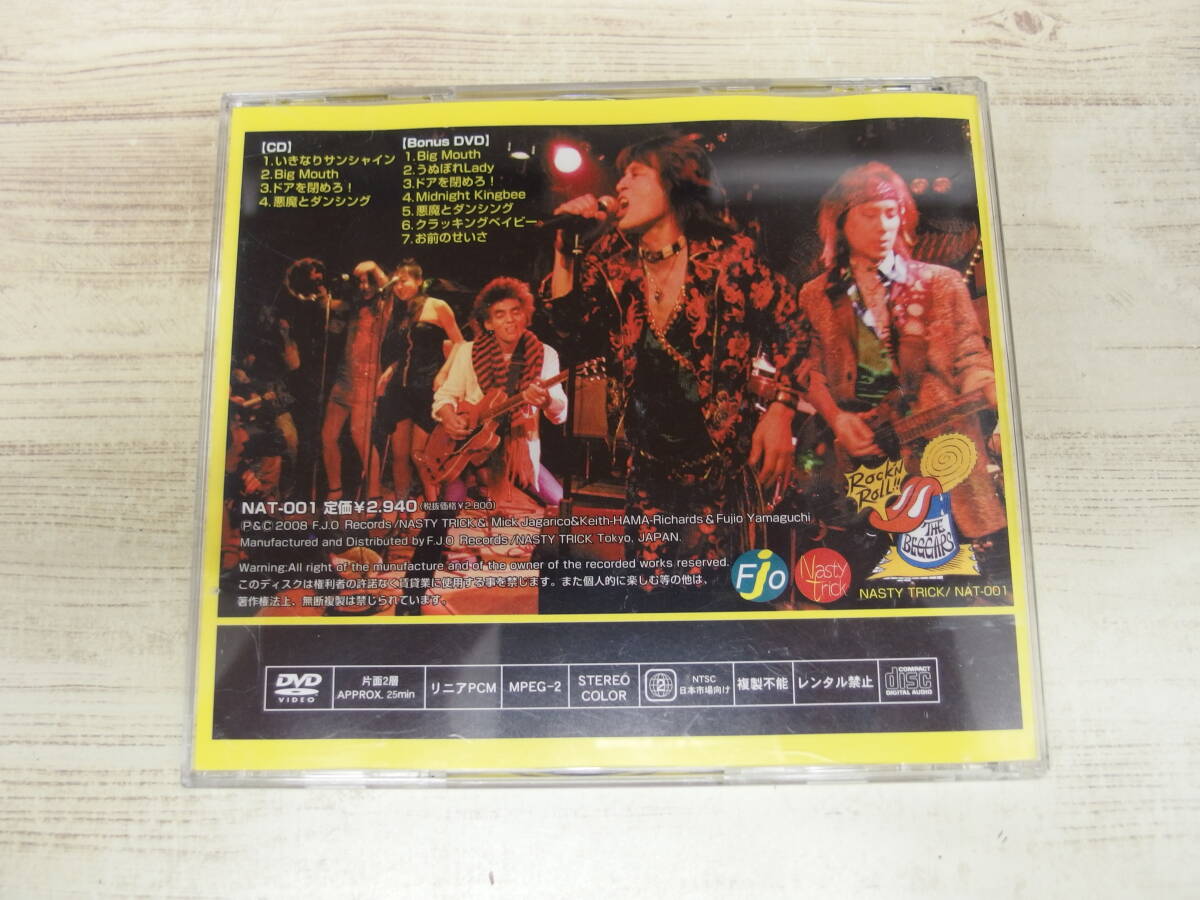 【CD】
1.いきなりサンシャイン
2.Big Mouth
3.ドアを閉めろ！
4.悪魔とダンシング
【Bonus DVD】
1.Big Mouth
2.うぬぼれLady
3.ドアを閉めろ！
4.Midnight Kingbee
5.悪魔とダンシング
6.クラッキングベイビー
7.お前のせいさ
ROCK'N
ROLL!!
THE
BEGGARS
NAT-001 定価¥2.940(税抜価格¥2.800)
P&C 2008 F.J.O Records/NASTY TRICK& Mick Jagarico&Keith-HAMA-Richards&Fujio Yamaguchi
Manufactured and Distributed by F.J.O Records/NASTY TRICK Tokyo, JAPAN.
Warning:All right of the munufacture and of the owner of the recorded works reserved.
このディスクは権利者の許諾なく賃貸業に使用する事を禁じます。また個人的に楽しむ等の他は、
著作権法上、無断複製は禁じられています。
Fjo
Nasty
trick
NASTY TRICK/ NAT-001
DVD
VIDEO
片面2層
APPROX. 25min
リニアPCM
MPEG-2
STEREO
COLOR
2
NTSC
日本市場向け
複製不能
レンタル禁止
COMPACT
disc
DIGITAL AUDIO